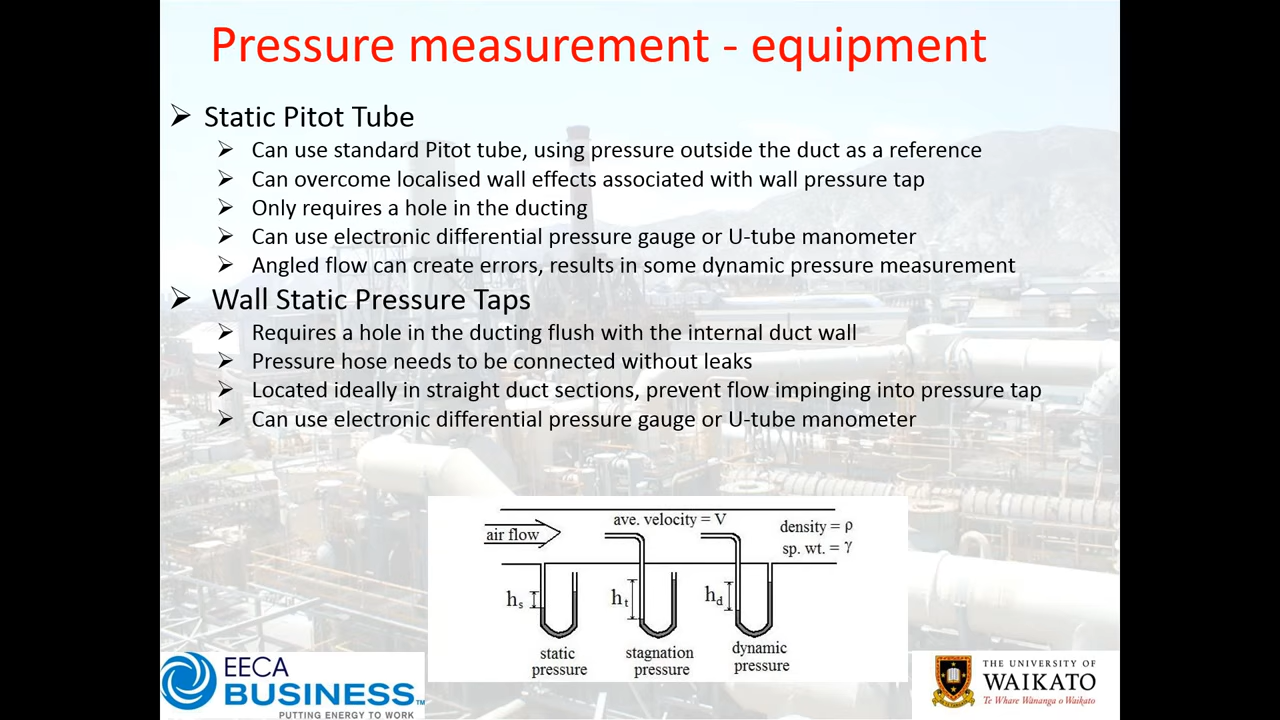 Pressure measurement - equipment
Static Pitot Tube
Can use standard Pitot tube, using pressure outside the duct as a reference
Can overcome localised wall effects associated with wall pressure tap
Only requires a hole in the ducting
Can use electronic differential pressure gauge or U-tube manometer
Angled flow can create errors, results in some dynamic pressure measurement
Wall Static Pressure Taps
Requires a hole in the ducting flush with the internal duct wall
Pressure hose needs to be connected without leaks
Located ideally in straight duct sections, prevent flow impinging into pressure tap
Can use electronic differential pressure gauge or U-tube manometer
air flow
ave. velocity = V
density = ρ
sp. wt. = γ
hs
ht
hd
static
pressure
stagnation
pressure
dynamic
pressure
EECA
BUSINESS™
PUTTING ENERGY TO WORK
THE UNIVERSITY OF
WAIKATO
Te Whare Wānanga o Waikato